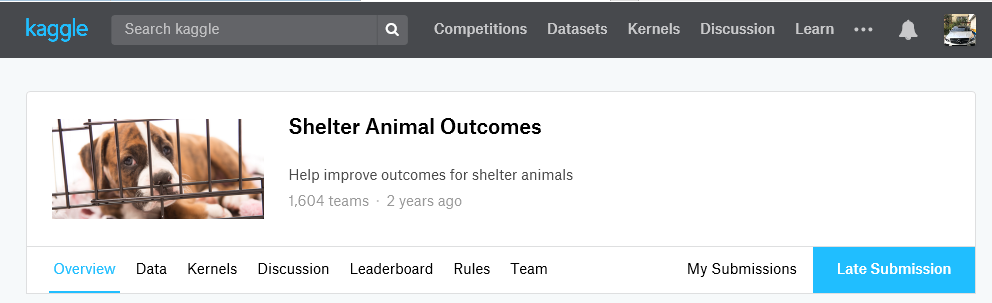 kaggle Search kaggle Competitions Datasets Kernels Discussion Learn •••
Shelter Animal Outcomes
Help improve outcomes for shelter animals
1,604 teams · 2 years ago
Overview Data Kernels Discussion Leaderboard Rules Team My Submissions Late Submission